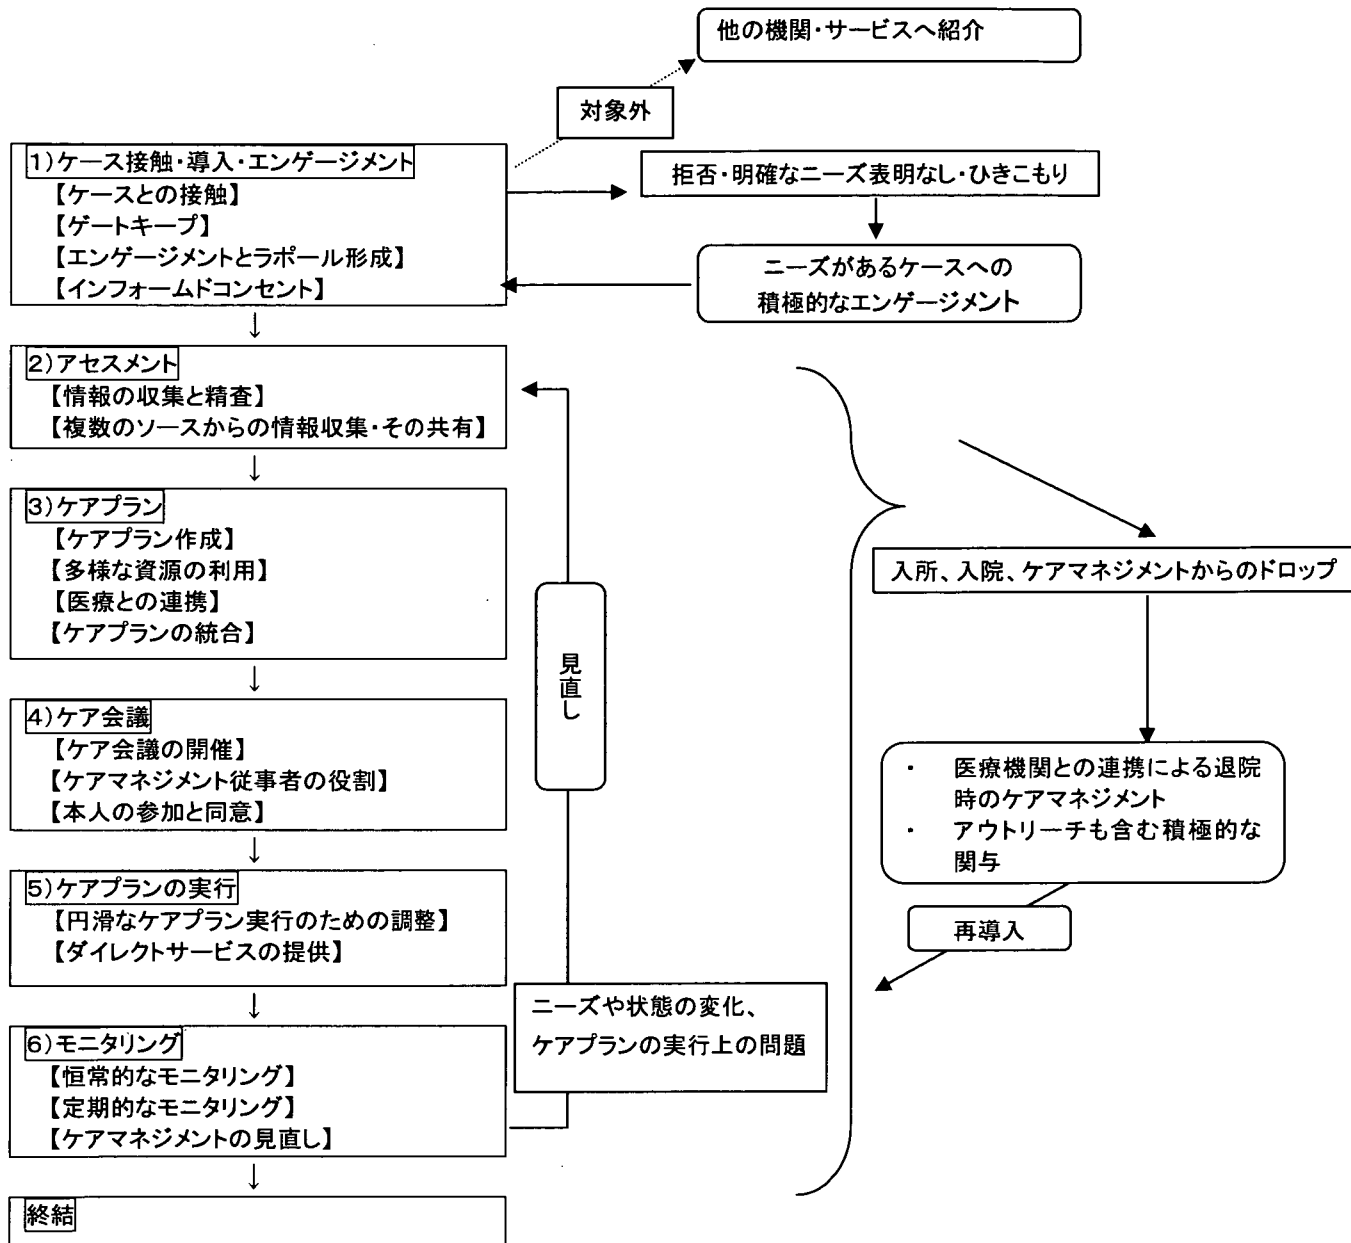 他の機関・サービスへ紹介
対象外
1)ケース接触・導入・エンゲージメント
【ケースとの接触】
【ゲートキープ】
【エンゲージメントとラポール形成】
【インフォームドコンセント】
拒否・明確なニーズ表明なし・ひきこもり
ニーズがあるケースへの
積極的なエンゲージメント
↓
2)アセスメント
【情報の収集と精査】
【複数のソースからの情報収集・その共有】
↓
3)ケアプラン
【ケアプラン作成】
【多様な資源の利用】
【医療との連携】
【ケアプランの統合】
↓
4)ケア会議
【ケア会議の開催】
【ケアマネジメント従事者の役割】
【本人の参加と同意】
↓
5)ケアプランの実行
【円滑なケアプラン実行のための調整】
【ダイレクトサービスの提供】
↓
6)モニタリング
【恒常的なモニタリング】
【定期的なモニタリング】
【ケアマネジメントの見直し】
↓
終結
見直し
ニーズや状態の変化、
ケアプランの実行上の問題
入所、入院、ケアマネジメントからのドロップ
・ 医療機関との連携による退院
時のケアマネジメント
・ アウトリーチも含む積極的な
関与
再導入